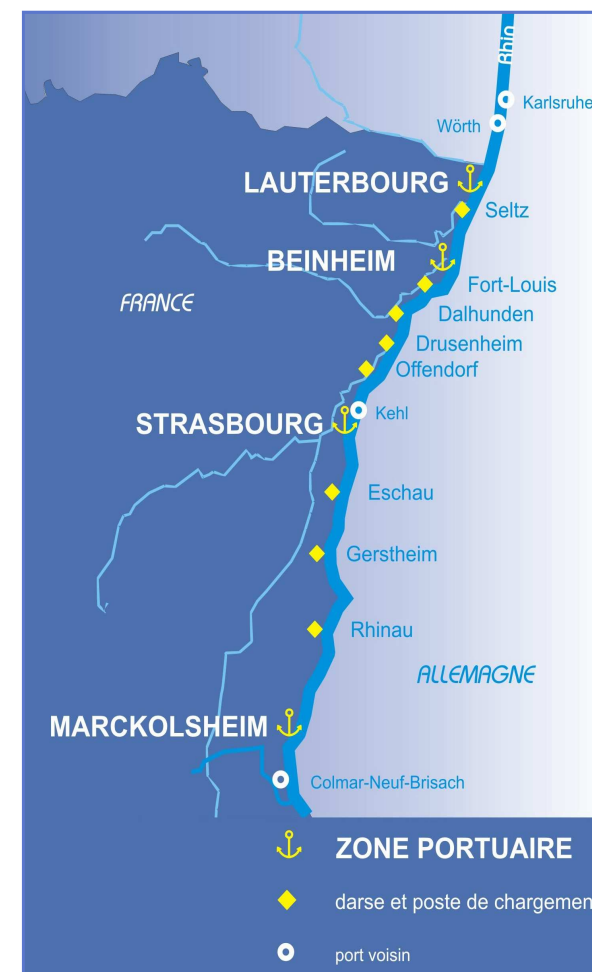 Rhin
Karlsruhe
Wörth
LAUTERBOURG
Seltz
BEINHEIM
Fort-Louis
FRANCE
Dalhunden
Drusenheim
Offendorf
STRASBOURG
Kehl
Eschau
Gerstheim
Rhinau
ALLEMAGNE
MARCKOLSHEIM
Colmar-Neuf-Brisach
ZONE PORTUAIRE
darse et poste de chargemen
port voisin